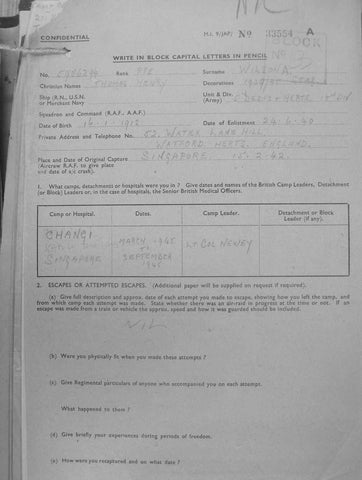 NIL
CONFIDENTIAL
M.I. 9/JAP/ No 33554 A
WRITE IN BLOCK CAPITAL LETTERS IN PENCIL
No. Rank PTE Surname WILSON
Christian Names THOMAS HENRY Decorations
Ship (R.N., U.S.N. or Merchant Navy Unit & Div. (Army)
Squadron and Command (R.A.F., A.A.F.)
Date of Birth 16.1.1912 Date of Enlistment 24.6.40
Private Address and Telephone No. 52, WATER LANE HILL,
WATFORD, HERTZ, ENGLAND.
Place and Date of Original Capture SINGAPORE. 15.2.42.
(Aircrew R.A.F. to give place
and date of a/c crash).
1. What camps, detachments or hospitals were you in ? Give dates and names of the British Camp Leaders, Detachment
(or Block) Leaders or, in the case of hospitals, the Senior British Medical Officers.
Camp or Hospital. Dates. Camp Leader. Detachment or Block Leader (if any).
CHANGI
SINGAPORE
MARCH 1945
TO
SEPTEMBER
1945
LT COL NEWEY
2. ESCAPES OR ATTEMPTED ESCAPES. (Additional paper will be supplied on request if required).
(a) Give full description and approx. date of each attempt you made to escape, showing how you left the camp, and
from which camp each attempt was made. State whether there was an air-raid in progress at the time or not. If an
escape was made from a train or vehicle the approx. speed and how it was guarded should be included.
NIL
(b) Were you physically fit when you made these attempts ?
(c) Give Regimental particulars of anyone who accompanied you on each attempt.
What happened to them ?
(d) Give briefly your experiences during periods of freedom.
(e) How were you recaptured and on what date ?